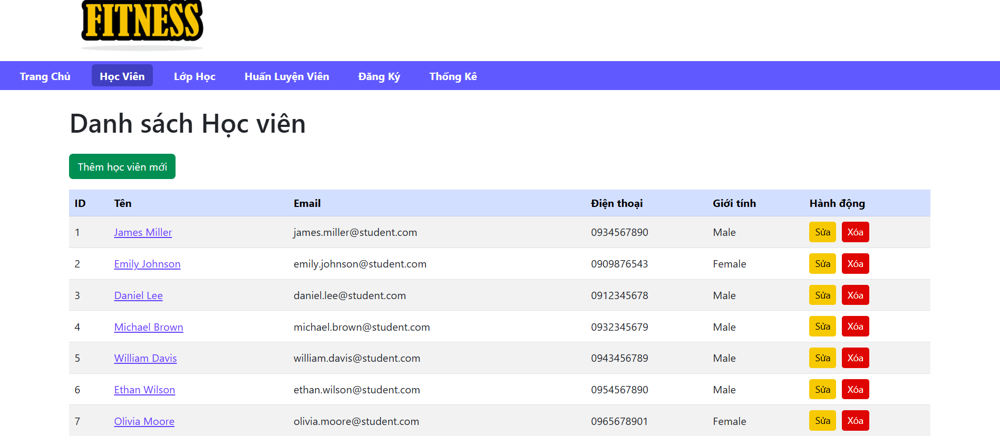 FITNESS
Trang Chủ Học Viên Lớp Học Huấn Luyện Viên Đăng Ký Thống Kê
Danh sách Học viên
Thêm học viên mới
ID Tên Email Điện thoại Giới tính Hành động
1 James Miller james.miller@student.com 0934567890 Male Sửa Xóa
2 Emily Johnson emily.johnson@student.com 0909876543 Female Sửa Xóa
3 Daniel Lee daniel.lee@student.com 0912345678 Male Sửa Xóa
4 Michael Brown michael.brown@student.com 0932345679 Male Sửa Xóa
5 William Davis william.davis@student.com 0943456789 Male Sửa Xóa
6 Ethan Wilson ethan.wilson@student.com 0954567890 Male Sửa Xóa
7 Olivia Moore olivia.moore@student.com 0965678901 Female Sửa Xóa